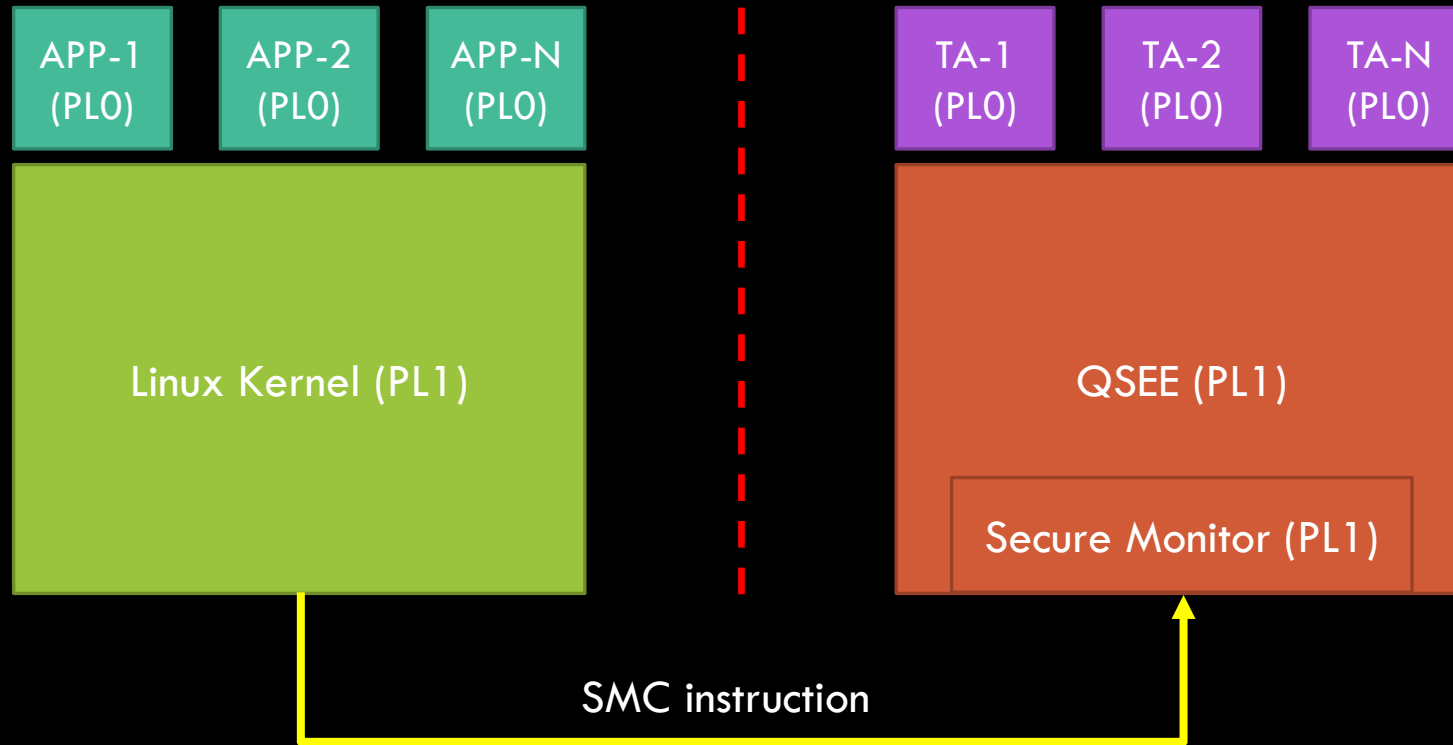 APP-1
(PL0)
APP-2
(PL0)
APP-N
(PL0)
TA-1
(PL0)
TA-2
(PL0)
TA-N
(PL0)
Linux Kernel (PL1)
QSEE (PL1)
Secure Monitor (PL1)
SMC instruction